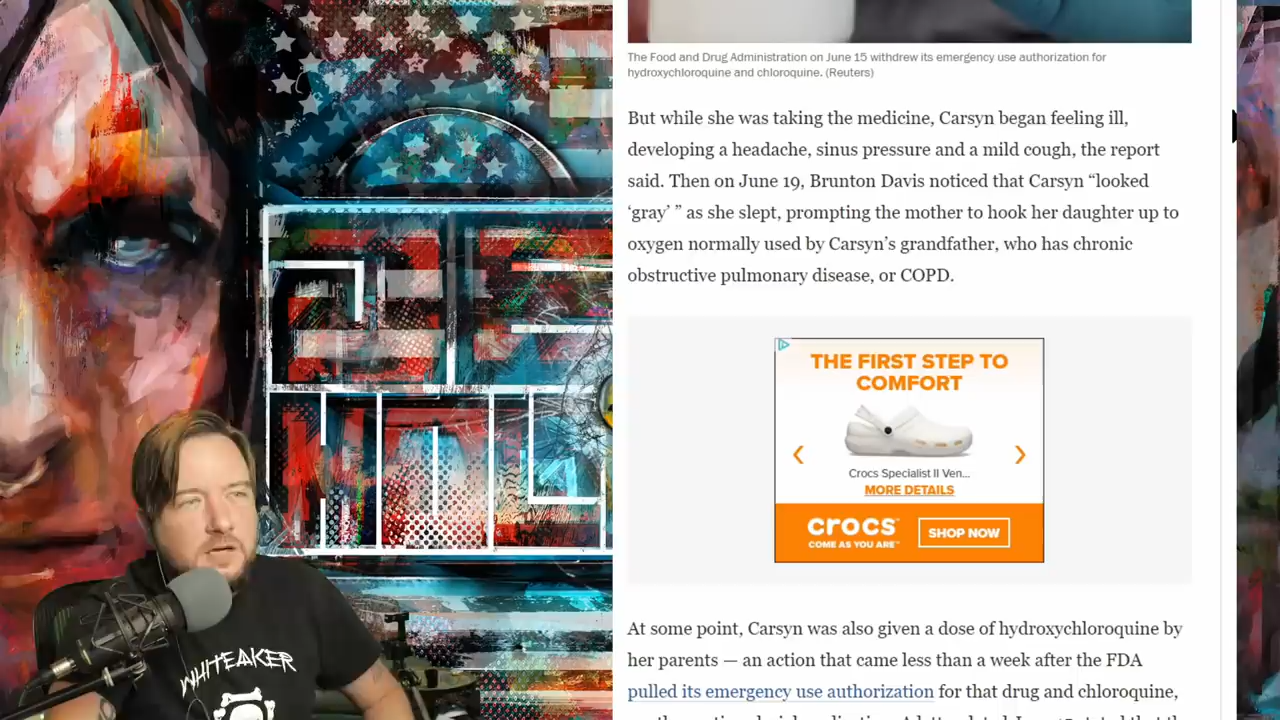 The Food and Drug Administration on June 15 withdrew its emergency use authorization for
hydroxychloroquine and chloroquine. (Reuters)
But while she was taking the medicine, Carsyn began feeling ill,
developing a headache, sinus pressure and a mild cough, the report
said. Then on June 19, Brunton Davis noticed that Carsyn “looked
‘gray’ ” as she slept, prompting the mother to hook her daughter up to
oxygen normally used by Carsyn’s grandfather, who has chronic
obstructive pulmonary disease, or COPD.
THE FIRST STEP TO
COMFORT
Crocs Specialist II Ven...
MORE DETAILS
crocs™
COME AS YOU ARE™
SHOP NOW
At some point, Carsyn was also given a dose of hydroxychloroquine by
her parents — an action that came less than a week after the FDA
pulled its emergency use authorization for that drug and chloroquine,
WHITEAKER